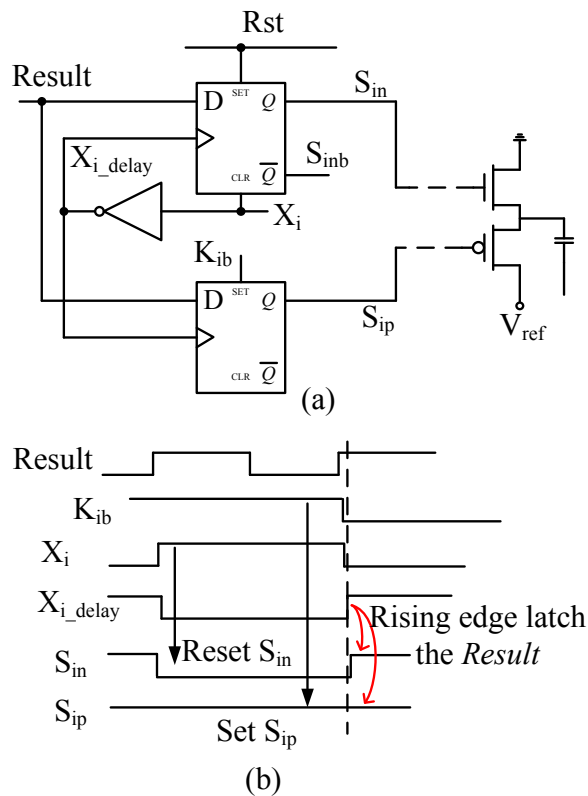 Rst
Result
D SET Q
S_in
X_i_delay
S_inb
CLR Q̅
X_i
K_ib
D SET Q
S_ip
V_ref
CLR Q̅
(a)
Result
K_ib
X_i
X_i_delay
Rising edge latch
the Result
Reset S_in
S_in
S_ip
Set S_ip
(b)